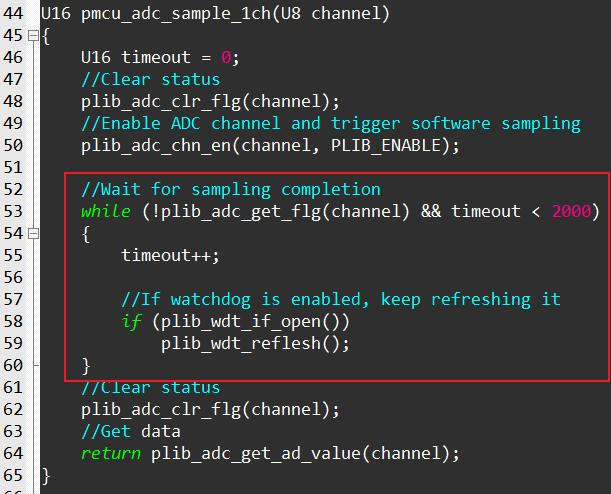 44 U16 pmcu_adc_sample_1ch(U8 channel)
45 {
46     U16 timeout = 0;
47     //Clear status
48     plib_adc_clr_flg(channel);
49     //Enable ADC channel and trigger software sampling
50     plib_adc_chn_en(channel, PLIB_ENABLE);
51
52     //Wait for sampling completion
53     while (!plib_adc_get_flg(channel) && timeout < 2000)
54     {
55         timeout++;
56
57         //If watchdog is enabled, keep refreshing it
58         if (plib_wdt_if_open())
59             plib_wdt_reflesh();
60     }
61     //Clear status
62     plib_adc_clr_flg(channel);
63     //Get data
64     return plib_adc_get_ad_value(channel);
65 }